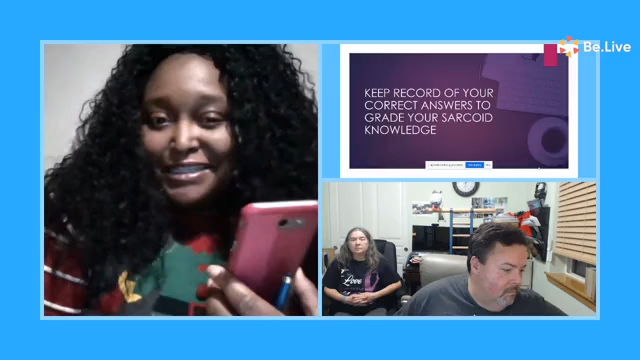 Be.Live
KEEP RECORD OF YOUR
CORRECT ANSWERS TO
GRADE YOUR SARCOID
KNOWLEDGE
Love